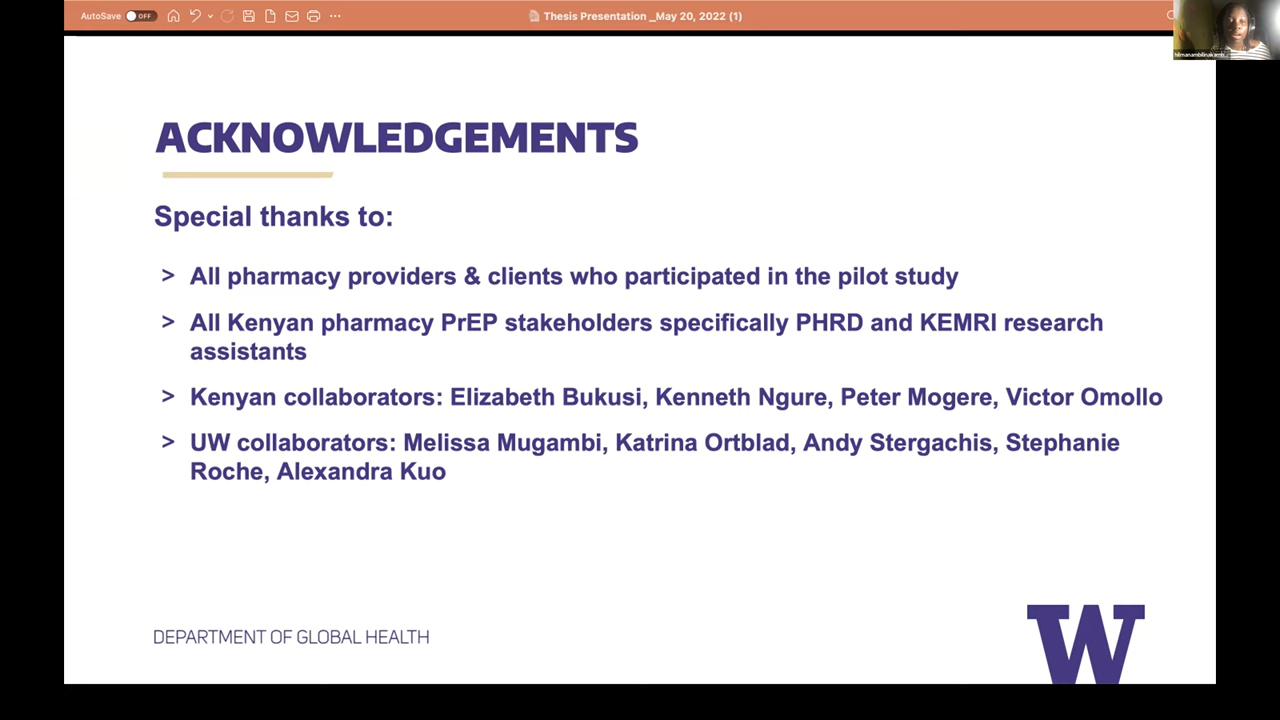 AutoSave OFF
Thesis Presentation _May 20, 2022 (1)
ACKNOWLEDGEMENTS
Special thanks to:
> All pharmacy providers & clients who participated in the pilot study
> All Kenyan pharmacy PrEP stakeholders specifically PHRD and KEMRI research
assistants
> Kenyan collaborators: Elizabeth Bukusi, Kenneth Ngure, Peter Mogere, Victor Omollo
> UW collaborators: Melissa Mugambi, Katrina Ortblad, Andy Stergachis, Stephanie
Roche, Alexandra Kuo
DEPARTMENT OF GLOBAL HEALTH
W